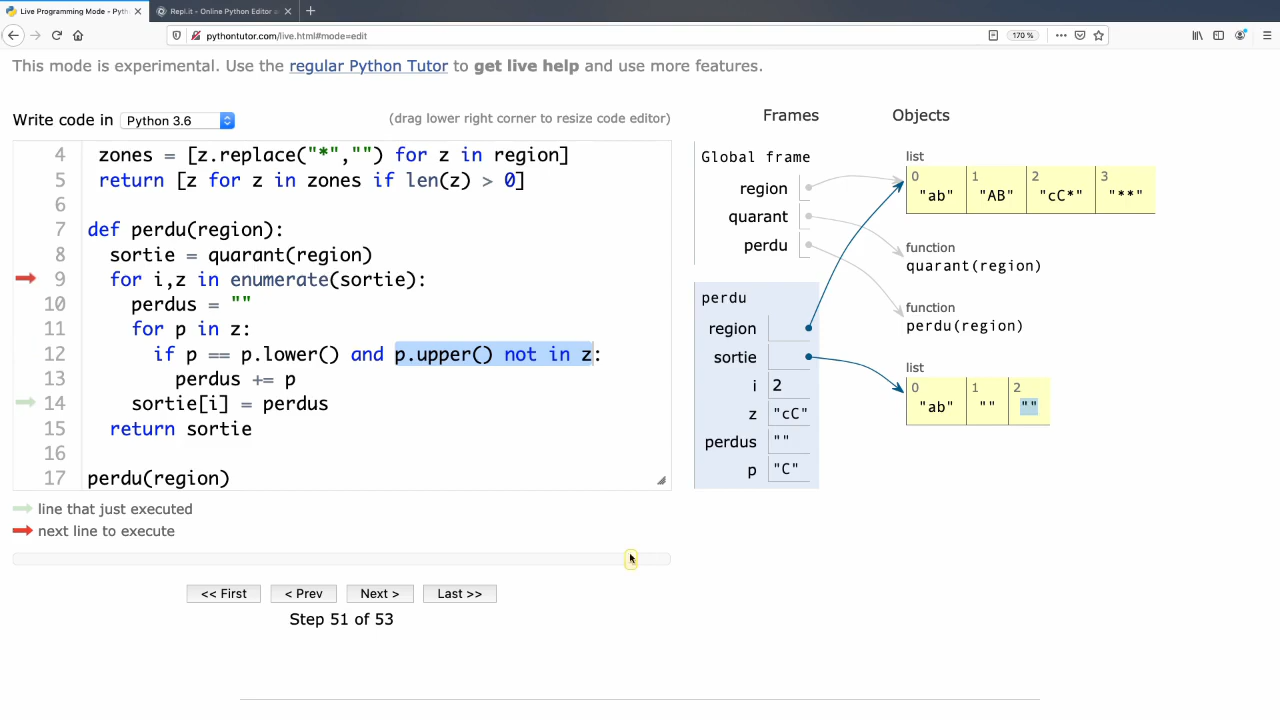 Live Programming Mode - Pyth
Repl.it - Online Python Editor a
pythontutor.com/live.html#mode=edit
170 %
This mode is experimental. Use the regular Python Tutor to get live help and use more features.
Write code in Python 3.6 (drag lower right corner to resize code editor)
4 zones = [z.replace("*","") for z in region]
5 return [z for z in zones if len(z) > 0]
6
7 def perdu(region):
8 sortie = quarant(region)
9 for i,z in enumerate(sortie):
10 perdus = ""
11 for p in z:
12 if p == p.lower() and p.upper() not in z:
13 perdus += p
14 sortie[i] = perdus
15 return sortie
16
17 perdu(region)
line that just executed
next line to execute
<< First < Prev Next > Last >>
Step 51 of 53
Frames Objects
Global frame
region
quarant
perdu
perdu
region
sortie
i 2
z "cC"
perdus ""
p "C"
list
0 1 2 3
"ab" "AB" "cC*" "**"
function
quarant(region)
function
perdu(region)
list
0 1 2
"ab" "" ""